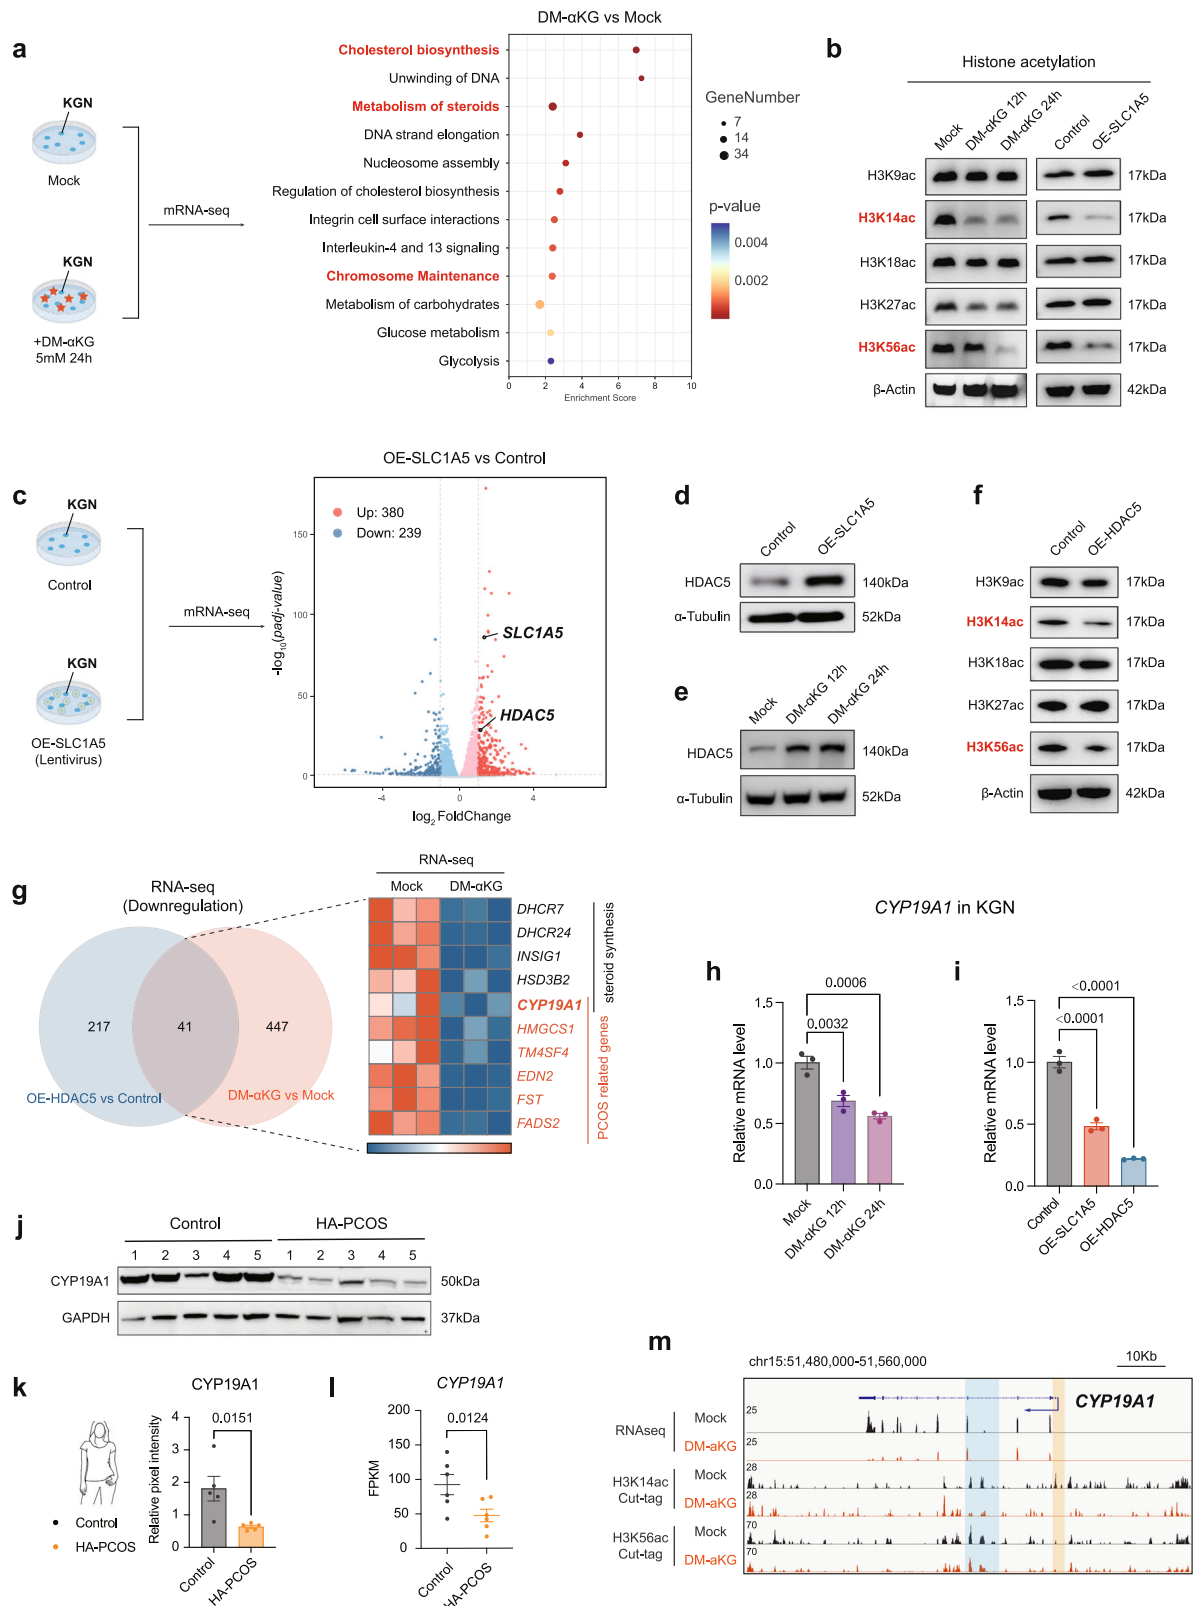 a
DM-αKG vs Mock
KGN
Mock
mRNA-seq
KGN
+DM-αKG
5mM 24h
Cholesterol biosynthesis
Unwinding of DNA
Metabolism of steroids
DNA strand elongation
Nucleosome assembly
Regulation of cholesterol biosynthesis
Integrin cell surface interactions
Interleukin-4 and 13 signaling
Chromosome Maintenance
Metabolism of carbohydrates
Glucose metabolism
Glycolysis
0 2 4 6 8 10
Enrichment Score
GeneNumber
7
14
34
p-value
0.004
0.002
b
Histone acetylation
Mock DM-αKG 12h DM-αKG 24h Control OE-SLC1A5
H3K9ac 17kDa
H3K14ac 17kDa
H3K18ac 17kDa
H3K27ac 17kDa
H3K56ac 17kDa
β-Actin 42kDa
c
OE-SLC1A5 vs Control
KGN
Control
mRNA-seq
KGN
OE-SLC1A5
(Lentivirus)
Up: 380
Down: 239
SLC1A5
HDAC5
-log10(padj-value)
150
100
50
0
-4 0 4
log2 FoldChange
d
Control OE-SLC1A5
HDAC5 140kDa
α-Tubulin 52kDa
e
Mock DM-αKG 12h DM-αKG 24h
HDAC5 140kDa
α-Tubulin 52kDa
f
Control OE-HDAC5
H3K9ac 17kDa
H3K14ac 17kDa
H3K18ac 17kDa
H3K27ac 17kDa
H3K56ac 17kDa
β-Actin 42kDa
g
RNA-seq
(Downregulation)
217 41 447
OE-HDAC5 vs Control DM-αKG vs Mock
RNA-seq
Mock DM-αKG
DHCR7
DHCR24
INSIG1
HSD3B2
CYP19A1
HMGCS1
TM4SF4
EDN2
FST
FADS2
steroid synthesis
PCOS related genes
CYP19A1 in KGN
h
0.0006
0.0032
Relative mRNA level
1.5
1.0
0.5
0.0
Mock
DM-αKG 12h
DM-αKG 24h
i
<0.0001
<0.0001
Relative mRNA level
1.5
1.0
0.5
0.0
Control
OE-SLC1A5
OE-HDAC5
j
Control HA-PCOS
1 2 3 4 5 1 2 3 4 5
CYP19A1 50kDa
GAPDH 37kDa
k
CYP19A1
0.0151
Relative pixel intensity
4
3
2
1
0
Control
HA-PCOS
Control
HA-PCOS
l
CYP19A1
0.0124
FPKM
200
150
100
50
0
Control
HA-PCOS
m
chr15:51,480,000-51,560,000 10Kb
CYP19A1
RNAseq
Mock 25
DM-aKG 25
H3K14ac
Cut-tag
Mock 28
DM-aKG 28
H3K56ac
Cut-tag
Mock 70
DM-aKG 70